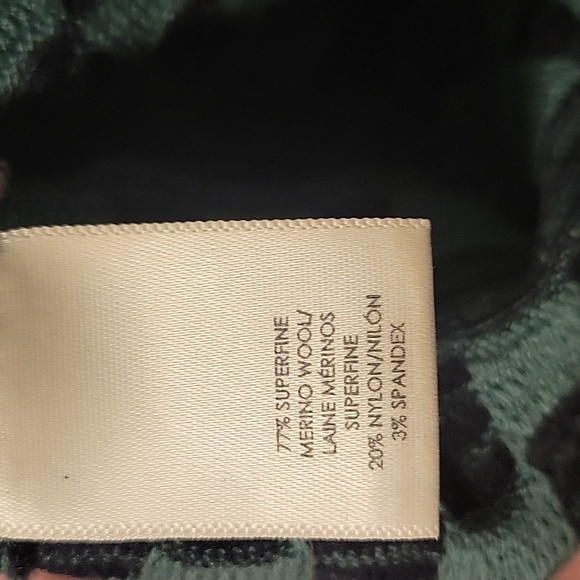 77% SUPERFINE
MERINO WOOL/
LAINE MÉRINOS
SUPERFINE
20% NYLON/NILÓN
3% SPANDEX